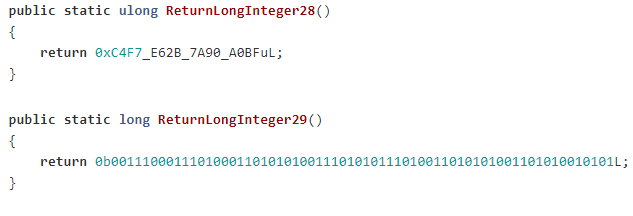 public static ulong ReturnLongInteger28()
{
return 0xC4F7_E62B_7A90_A0BFuL;
}
public static long ReturnLongInteger29()
{
return 0b0011100011101000110101010011101010111010011010101001101010010101L;
}